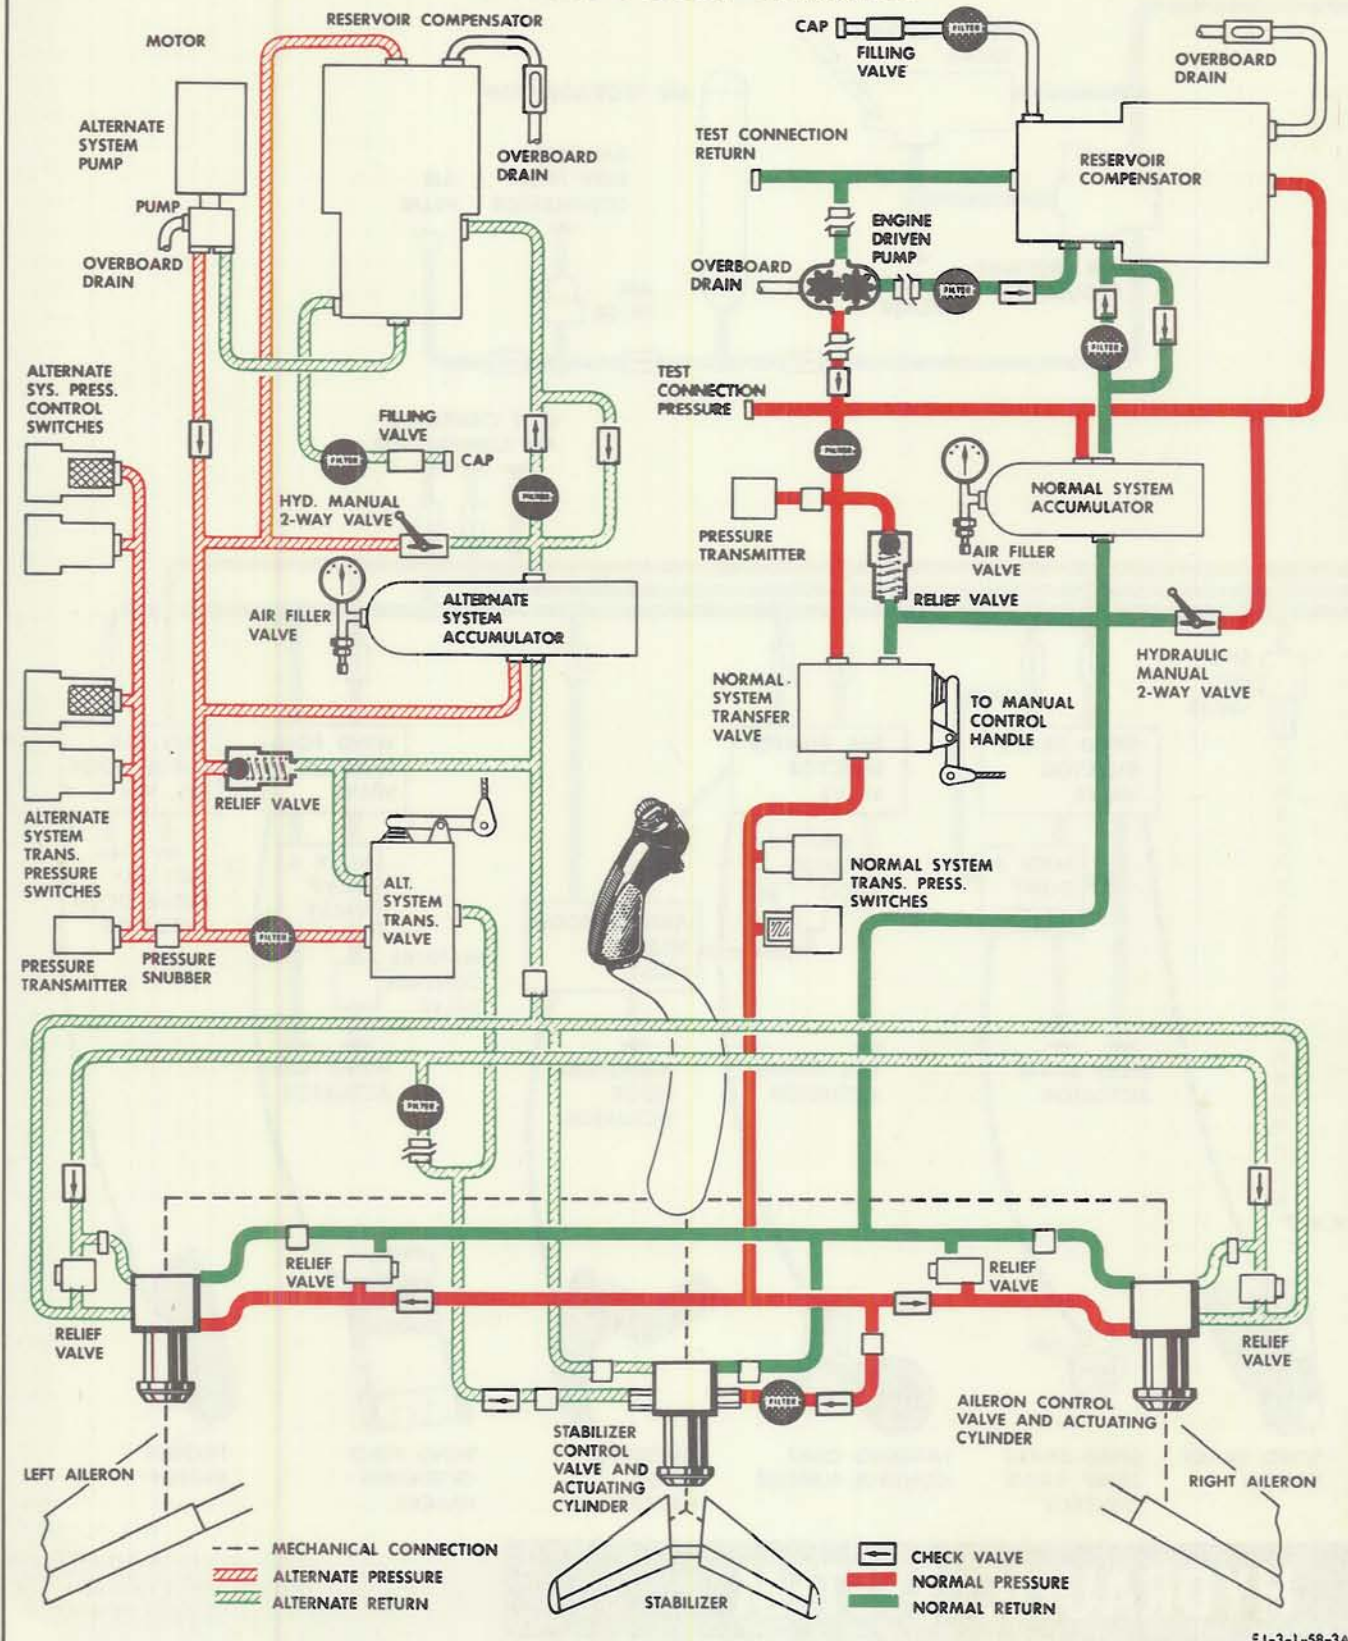 RESERVOIR COMPENSATOR
MOTOR
ALTERNATE
SYSTEM
PUMP
PUMP
OVERBOARD
DRAIN
OVERBOARD
DRAIN
ALTERNATE
SYS. PRESS.
CONTROL
SWITCHES
FILLING
VALVE
FILTER
CAP
HYD. MANUAL
2-WAY VALVE
FILTER
AIR FILLER
VALVE
ALTERNATE
SYSTEM
ACCUMULATOR
RELIEF VALVE
ALTERNATE
SYSTEM
TRANS.
PRESSURE
SWITCHES
ALT.
SYSTEM
TRANS.
VALVE
FILTER
PRESSURE
TRANSMITTER
PRESSURE
SNUBBER
CAP
FILLING
VALVE
FILTER
OVERBOARD
DRAIN
TEST CONNECTION
RETURN
RESERVOIR
COMPENSATOR
ENGINE
DRIVEN
PUMP
OVERBOARD
DRAIN
FILTER
FILTER
TEST
CONNECTION
PRESSURE
FILTER
NORMAL SYSTEM
ACCUMULATOR
PRESSURE
TRANSMITTER
AIR FILLER
VALVE
RELIEF VALVE
HYDRAULIC
MANUAL
2-WAY VALVE
NORMAL-
SYSTEM
TRANSFER
VALVE
TO MANUAL
CONTROL
HANDLE
NORMAL SYSTEM
TRANS. PRESS.
SWITCHES
FILTER
RELIEF
VALVE
RELIEF
VALVE
RELIEF
VALVE
RELIEF
VALVE
FILTER
STABILIZER
CONTROL
VALVE AND
ACTUATING
CYLINDER
AILERON CONTROL
VALVE AND ACTUATING
CYLINDER
LEFT AILERON
RIGHT AILERON
MECHANICAL CONNECTION
ALTERNATE PRESSURE
ALTERNATE RETURN
STABILIZER
CHECK VALVE
NORMAL PRESSURE
NORMAL RETURN